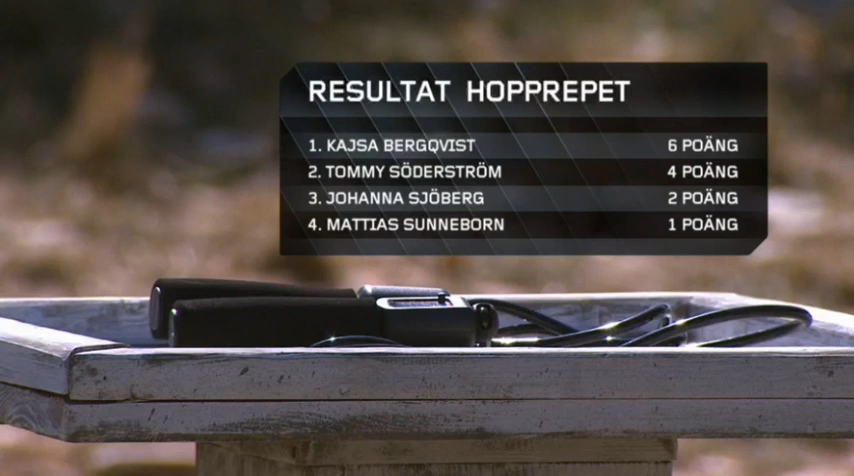 RESULTAT HOPPREPET
1. KAJSA BERGQVIST 6 POÄNG
2. TOMMY SÖDERSTRÖM 4 POÄNG
3. JOHANNA SJÖBERG 2 POÄNG
4. MATTIAS SUNNEBORN 1 POÄNG